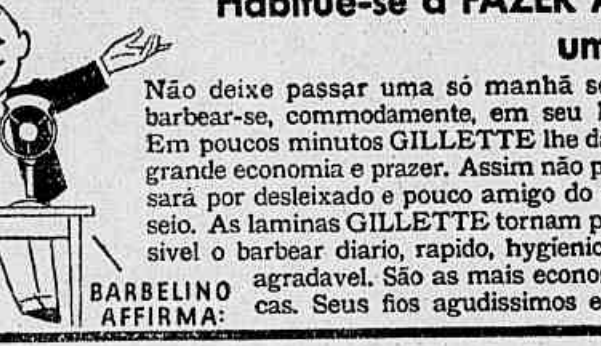 Habitue-se a FAZER A
um
Não deixe passar uma só manhã se
barbear-se, commodamente, em seu l
Em poucos minutos GILLETTE lhe da
grande economia e prazer. Assim não p
sará por desleixado e pouco amigo do
seio. As laminas GILLETTE tornam p
sivel o barbear diario, rapido, hygienic
agradavel. São as mais econo
cas. Seus fios agudissimos e
BARBELINO
AFFIRMA: